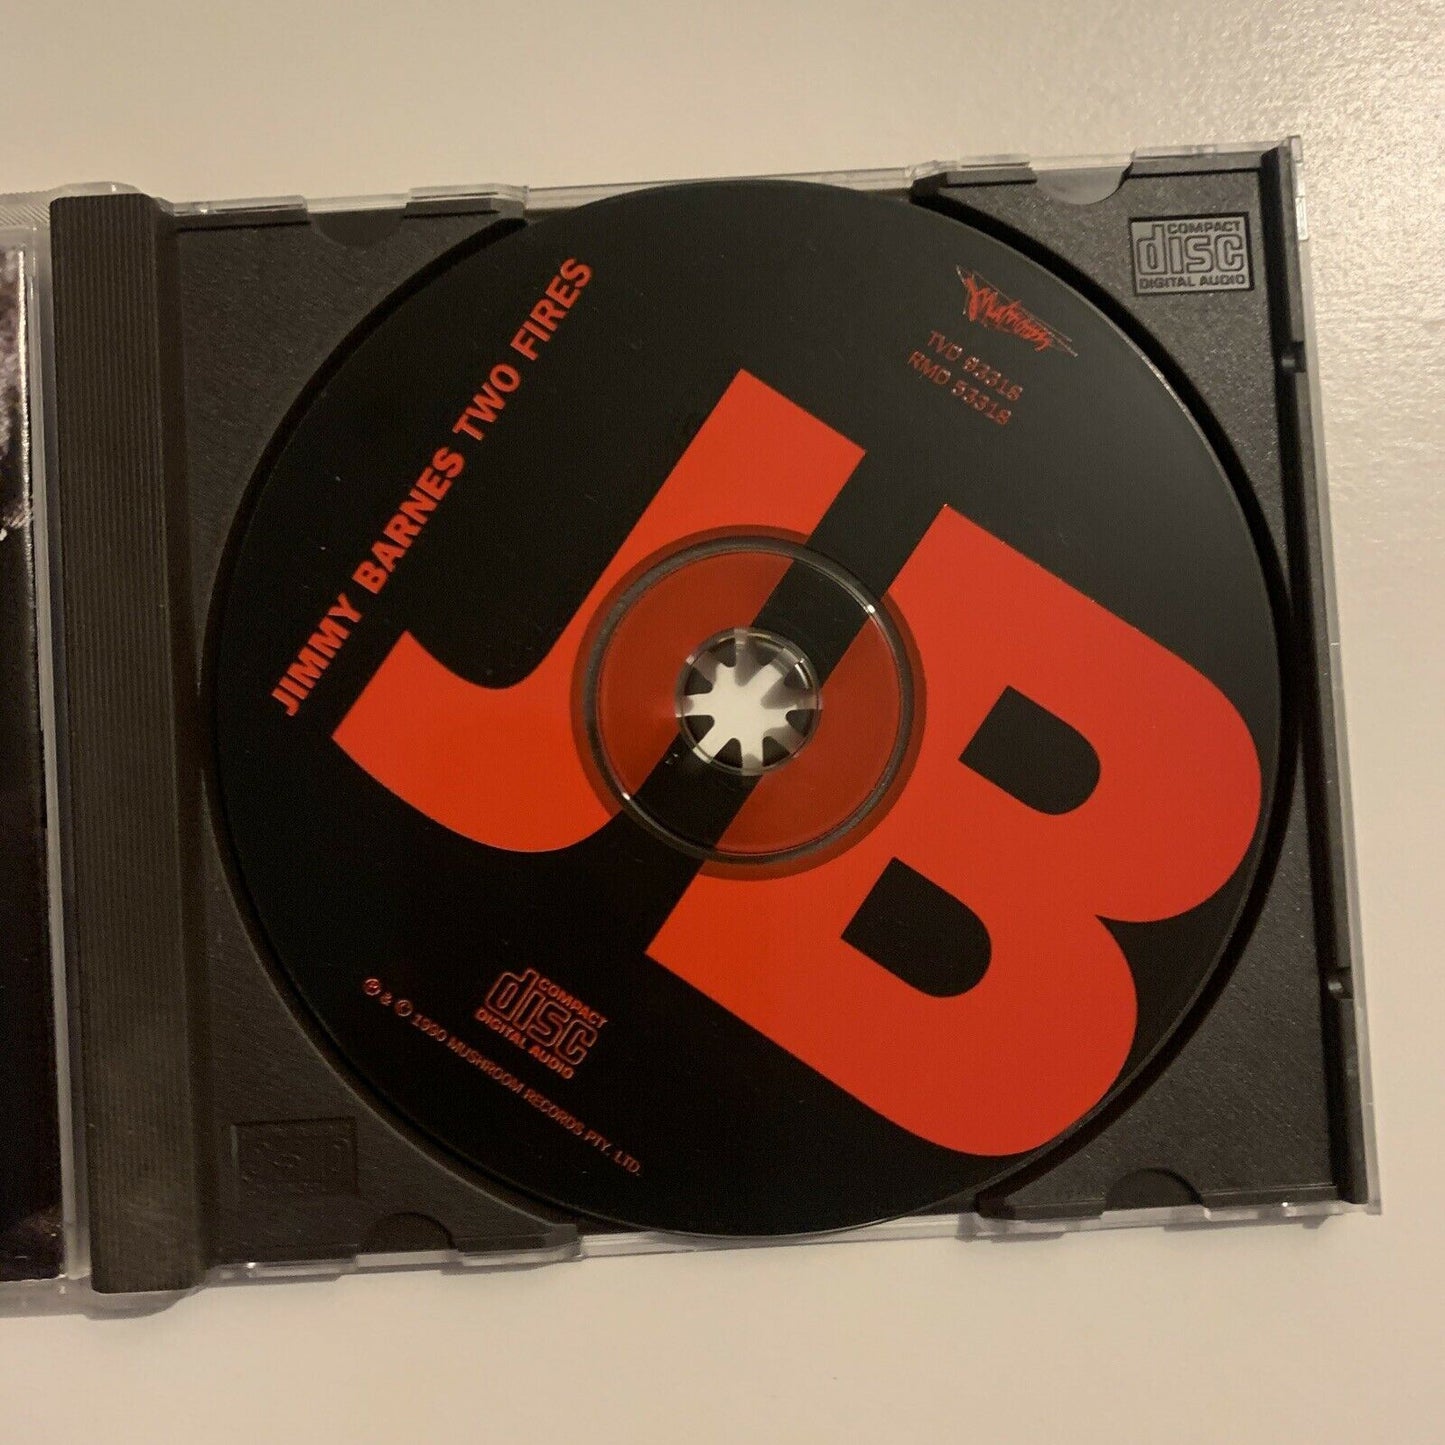 JIMMY BARNES TWO FIRES
Mushroom
TVD 93318
RMD 53318
COMPACT
disc
DIGITAL AUDIO
JB
COMPACT
disc
DIGITAL AUDIO
℗ & © 1990 MUSHROOM RECORDS PTY. LTD.